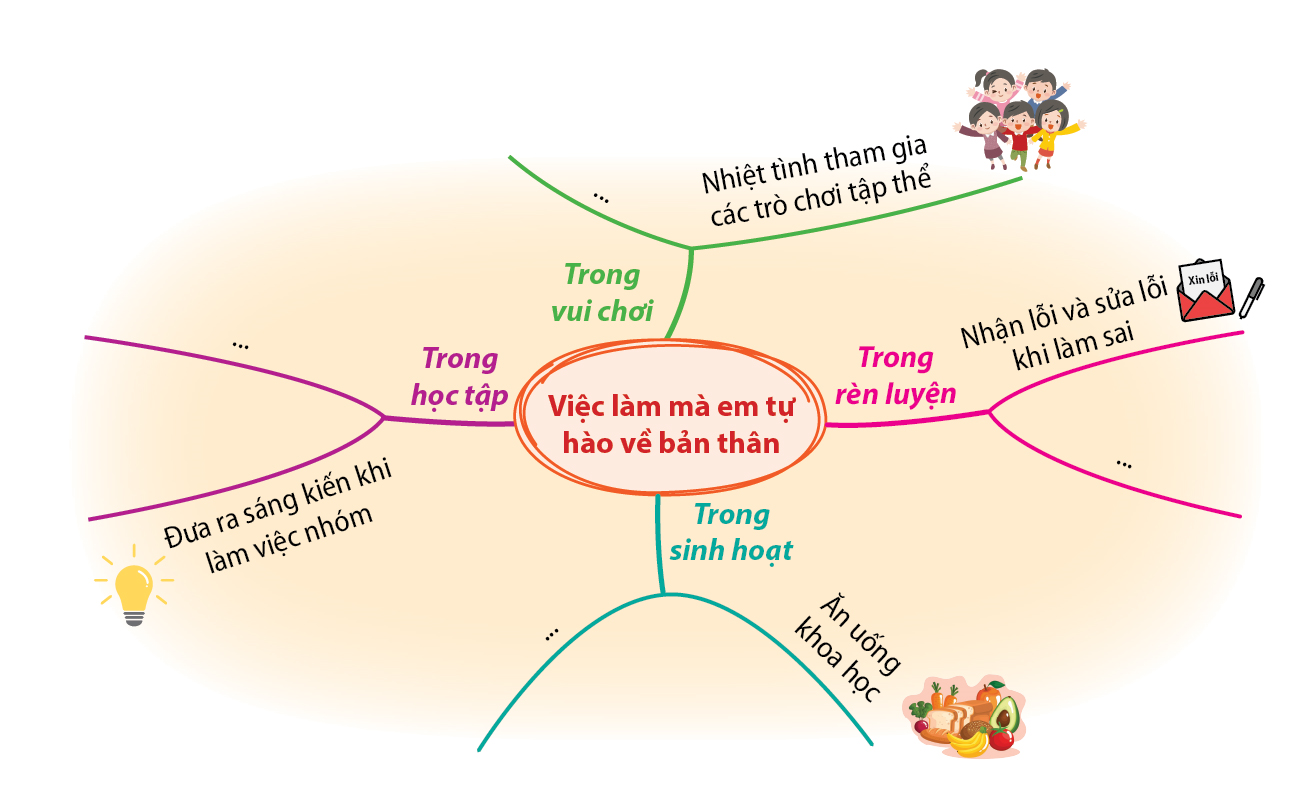 Nhiệt tình tham gia
các trò chơi tập thể
...
Trong
vui chơi
Xin lỗi
Nhận lỗi và sửa lỗi
khi làm sai
Trong
rèn luyện
...
...
Trong
học tập
Việc làm mà em tự
hào về bản thân
Đưa ra sáng kiến khi
làm việc nhóm
Trong
sinh hoạt
...
Ăn uống
khoa học